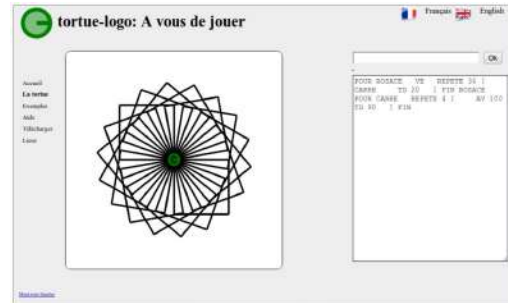 tortue-logo: A vous de jouer
Français English
Ok
Accueil
La tortue
Exemples
Aide
Télécharger
Liens
POUR ROSACE VE REPETE 36 [
CARRE TD 20 ] FIN ROSACE
POUR CARRE REPETE 4 [ AV 100
TD 90 ] FIN